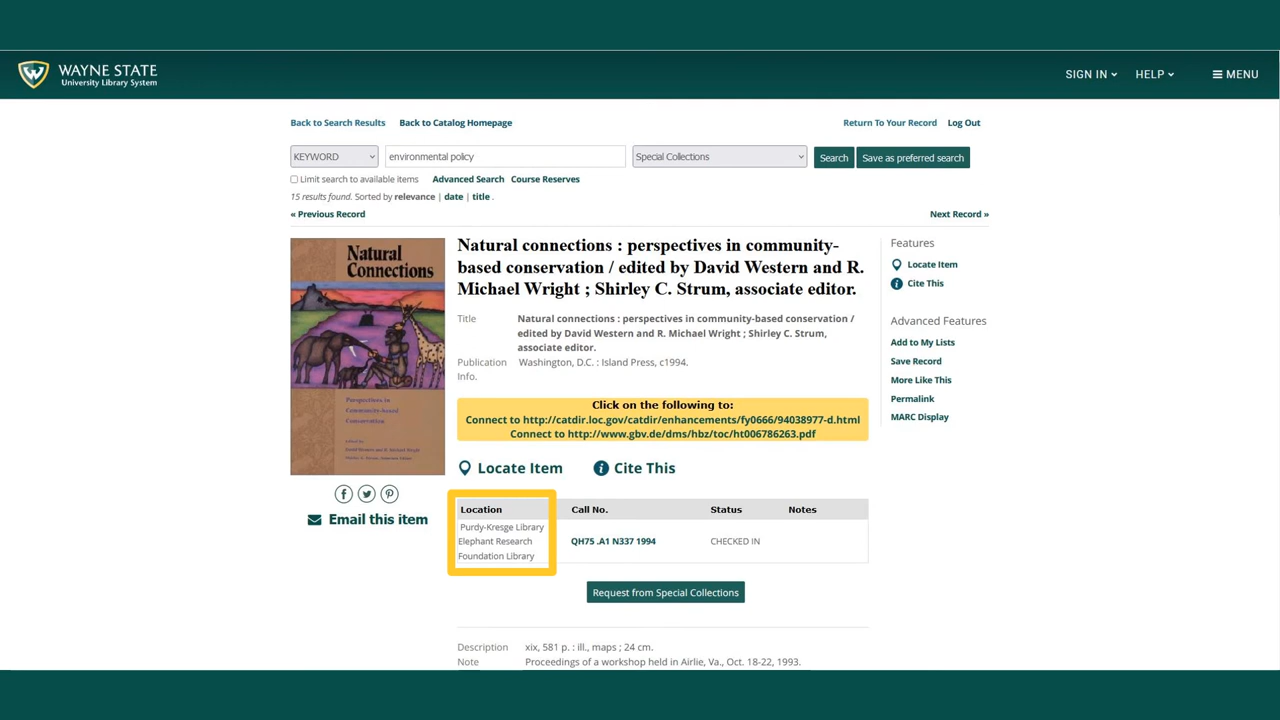 WAYNE STATE
University Library System
SIGN IN
HELP
MENU
Back to Search Results
Back to Catalog Homepage
Return To Your Record
Log Out
KEYWORD
environmental policy
Special Collections
Search
Save as preferred search
Limit search to available items
Advanced Search
Course Reserves
15 results found. Sorted by relevance | date | title .
« Previous Record
Next Record »
Natural
Connections
Perspectives in
Community-based
Conservation
Natural connections : perspectives in community-
based conservation / edited by David Western and R.
Michael Wright ; Shirley C. Strum, associate editor.
Title
Natural connections : perspectives in community-based conservation /
edited by David Western and R. Michael Wright ; Shirley C. Strum,
associate editor.
Publication
Info.
Washington, D.C. : Island Press, c1994.
Click on the following to:
Connect to http://catdir.loc.gov/catdir/enhancements/fy0666/94038977-d.html
Connect to http://www.gbv.de/dms/hbz/toc/ht006786263.pdf
Locate Item
Cite This
Features
Locate Item
Cite This
Advanced Features
Add to My Lists
Save Record
More Like This
Permalink
MARC Display
Email this item
Location
Call No.
Status
Notes
Purdy-Kresge Library
Elephant Research
Foundation Library
QH75 .A1 N337 1994
CHECKED IN
Request from Special Collections
Description
xix, 581 p. : ill., maps ; 24 cm.
Note
Proceedings of a workshop held in Airlie, Va., Oct. 18-22, 1993.